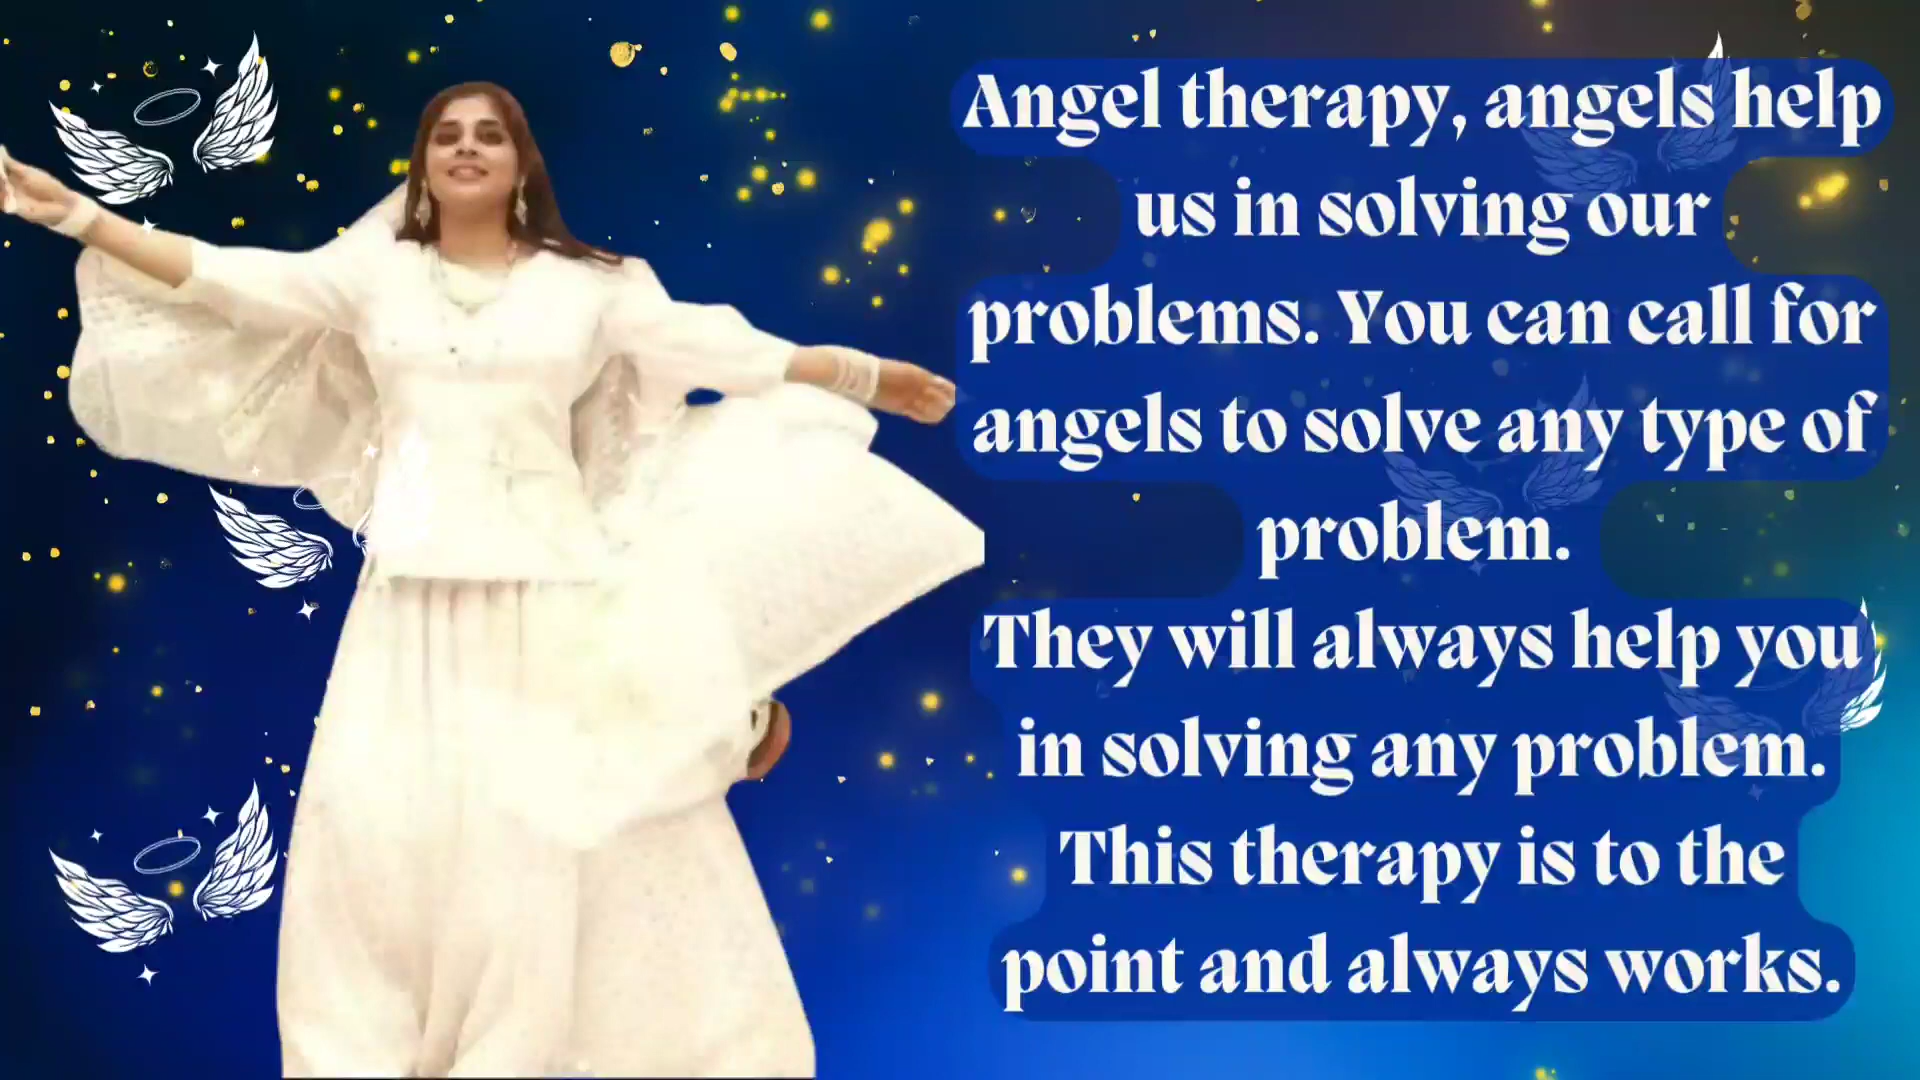 Angel therapy, angels help
us in solving our
problems. You can call for
angels to solve any type of
problem.
They will always help you
in solving any problem.
This therapy is to the
point and always works.